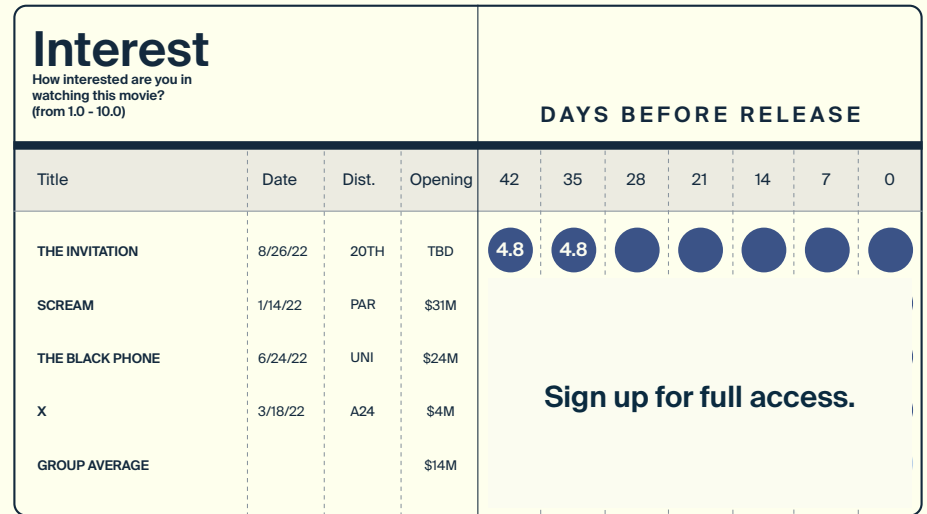 Interest
How interested are you in
watching this movie?
(from 1.0 - 10.0)
DAYS BEFORE RELEASE
Title Date Dist. Opening 42 35 28 21 14 7 0
THE INVITATION 8/26/22 20TH TBD 4.8 4.8
SCREAM 1/14/22 PAR $31M
THE BLACK PHONE 6/24/22 UNI $24M
Sign up for full access.
X 3/18/22 A24 $4M
GROUP AVERAGE $14M